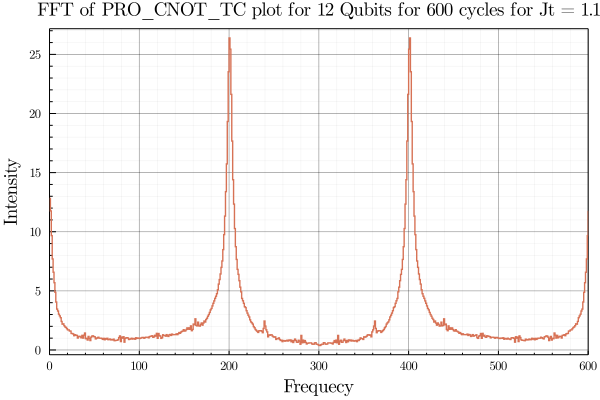 FFT of PRO_CNOT_TC plot for 12 Qubits for 600 cycles for Jt = 1.1
25
20
15
10
5
0
Intensity
0 100 200 300 400 500 600
Frequecy